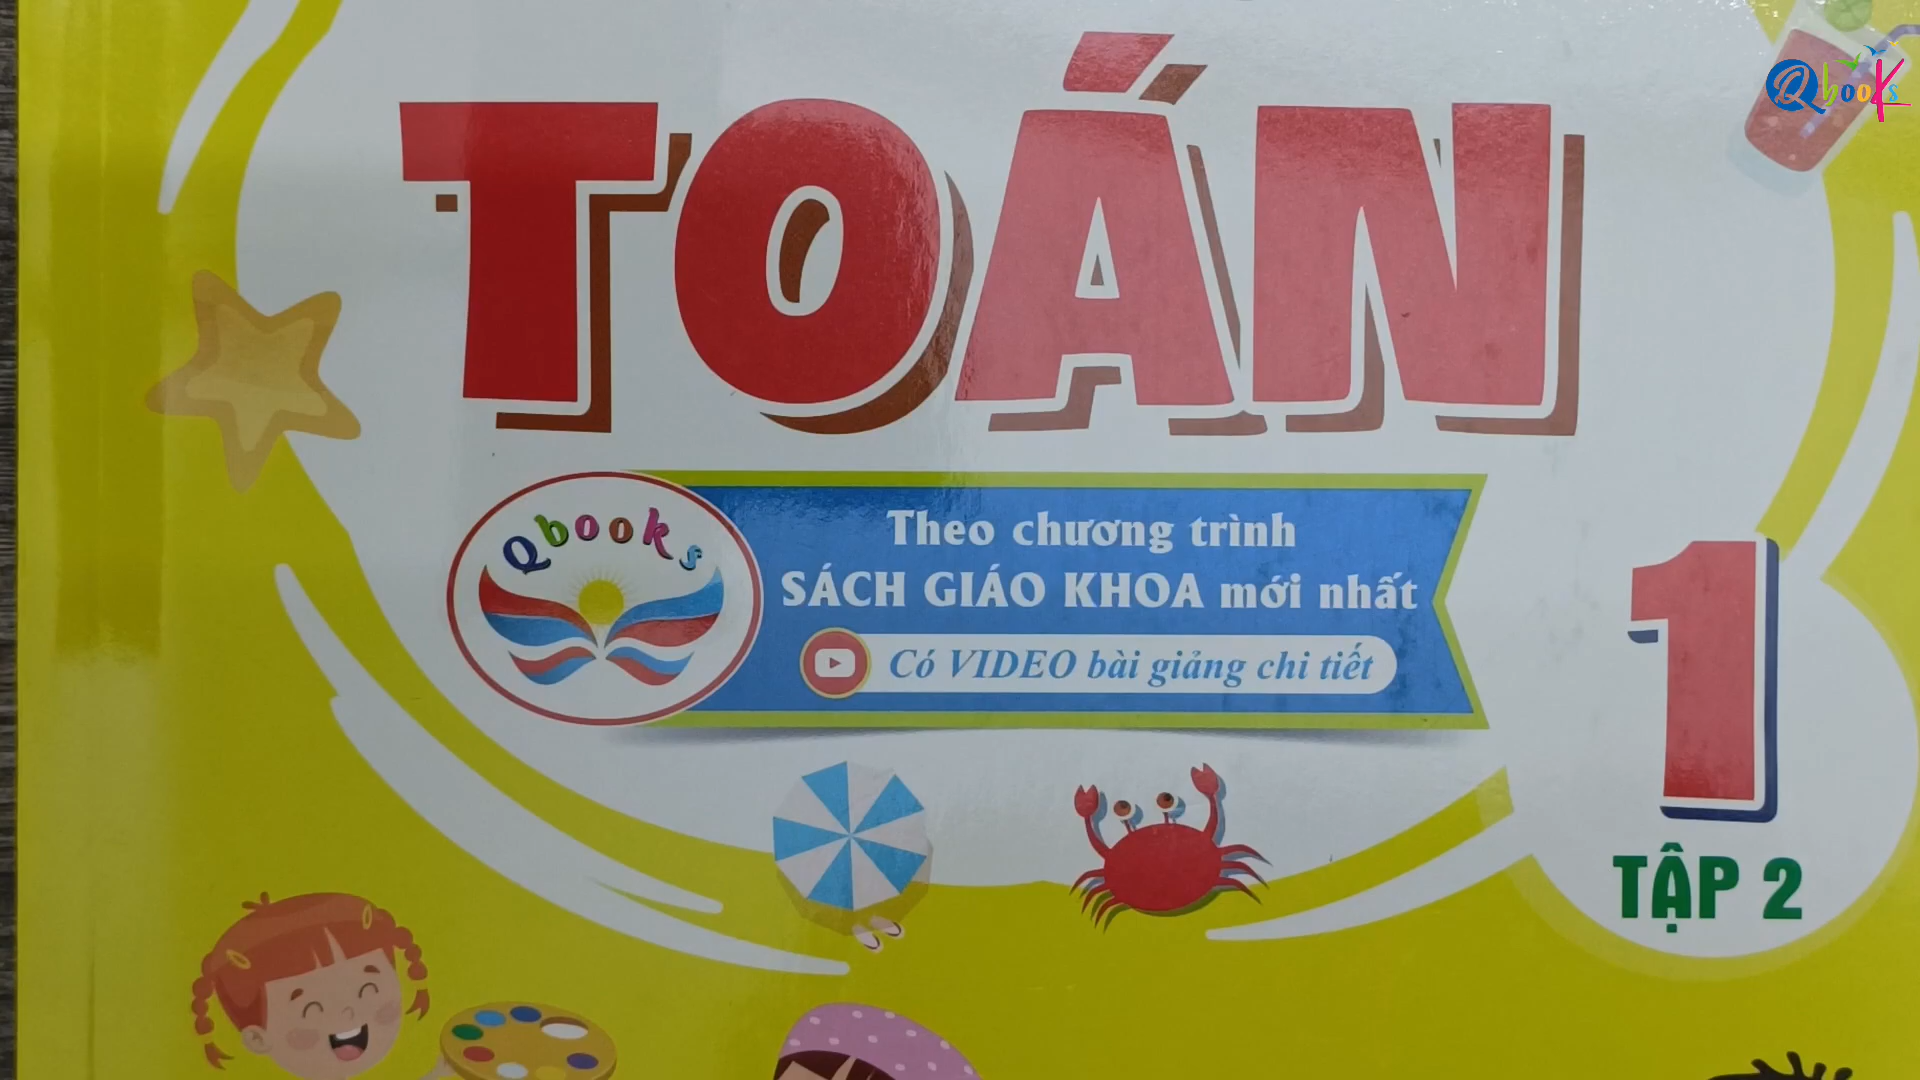 Qbooks
TOÁN
Qbooks
Theo chương trình
SÁCH GIÁO KHOA mới nhất
Có VIDEO bài giảng chi tiết
1
TẬP 2